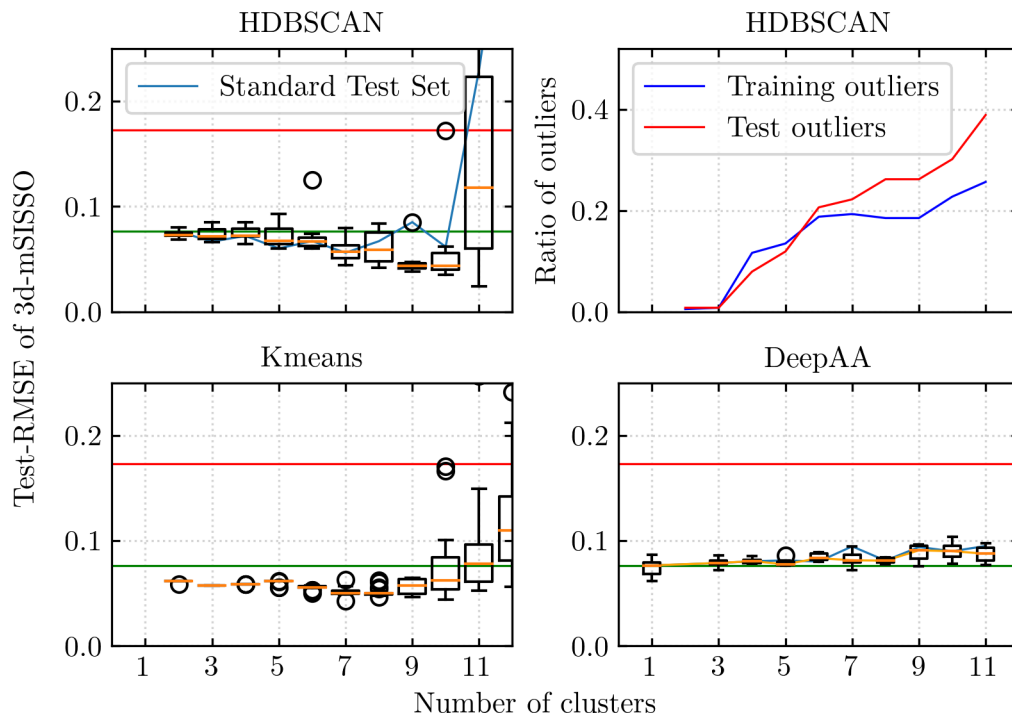 HDBSCAN
HDBSCAN
Test-RMSE of 3d-mSISSO
0.2
0.1
0.0
Standard Test Set
Ratio of outliers
0.4
0.2
0.0
Training outliers
Test outliers
Kmeans
DeepAA
0.2
0.1
0.0
1 3 5 7 9 11
0.2
0.1
0.0
1 3 5 7 9 11
Number of clusters